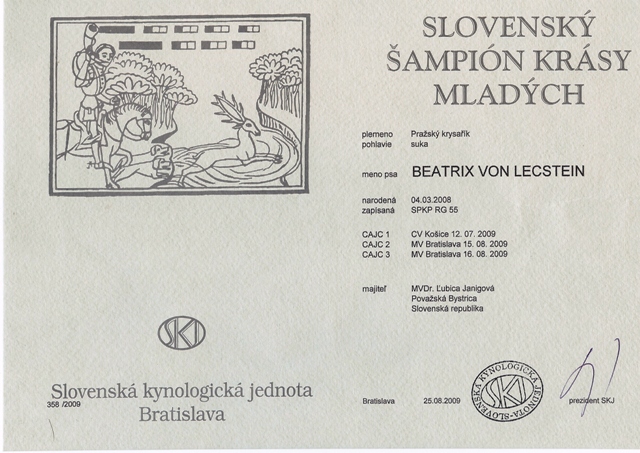 SLOVENSKÝ
ŠAMPIÓN KRÁSY
MLADÝCH
plemeno Pražský krysařík
pohlavie suka
meno psa BEATRIX VON LECSTEIN
narodená 04.03.2008
zapísaná SPKP RG 55
CAJC 1 CV Košice 12. 07. 2009
CAJC 2 MV Bratislava 15. 08. 2009
CAJC 3 MV Bratislava 16. 08. 2009
majiteľ MVDr. Ľubica Janigová
Považská Bystrica
Slovenská republika
SKJ
Slovenská kynologická jednota
358 /2009
Bratislava
Bratislava 25.08.2009
SLOVENSKÁ KYNOLOGICKÁ JEDNOTA
SKJ
prezident SKJ